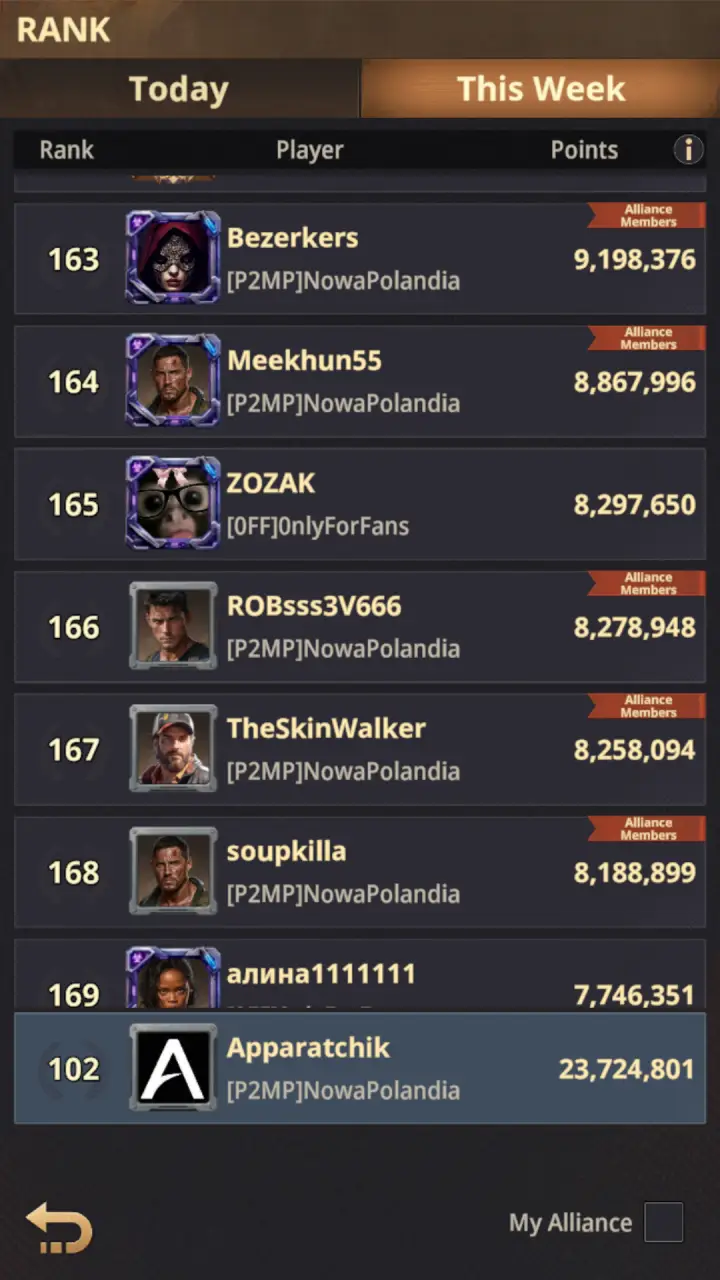 RANK
Today
This Week
Rank
Player
Points
163
Bezerkers
[P2MP]NowaPolandia
Alliance
Members
9,198,376
164
Meekhun55
[P2MP]NowaPolandia
Alliance
Members
8,867,996
165
ZOZAK
[0FF]0nlyForFans
8,297,650
166
ROBsss3V666
[P2MP]NowaPolandia
Alliance
Members
8,278,948
167
TheSkinWalker
[P2MP]NowaPolandia
Alliance
Members
8,258,094
168
soupkilla
[P2MP]NowaPolandia
Alliance
Members
8,188,899
169
алина1111111
7,746,351
102
Apparatchik
[P2MP]NowaPolandia
23,724,801
My Alliance